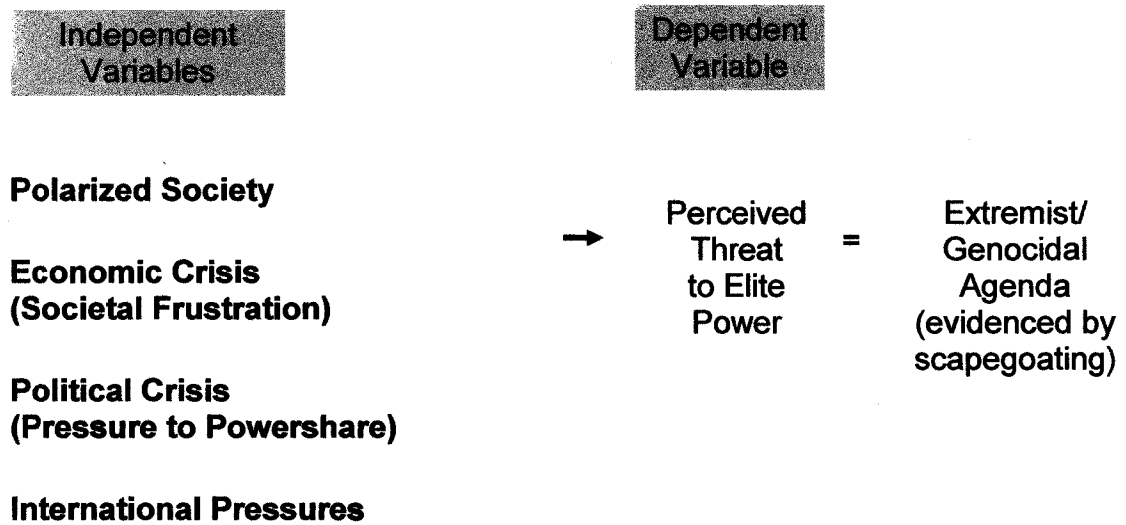 Independent
Variables
Dependent
Variable
Polarized Society
Economic Crisis
(Societal Frustration)
Political Crisis
(Pressure to Powershare)
International Pressures
→
Perceived
Threat
to Elite
Power
=
Extremist/
Genocidal
Agenda
(evidenced by
scapegoating)